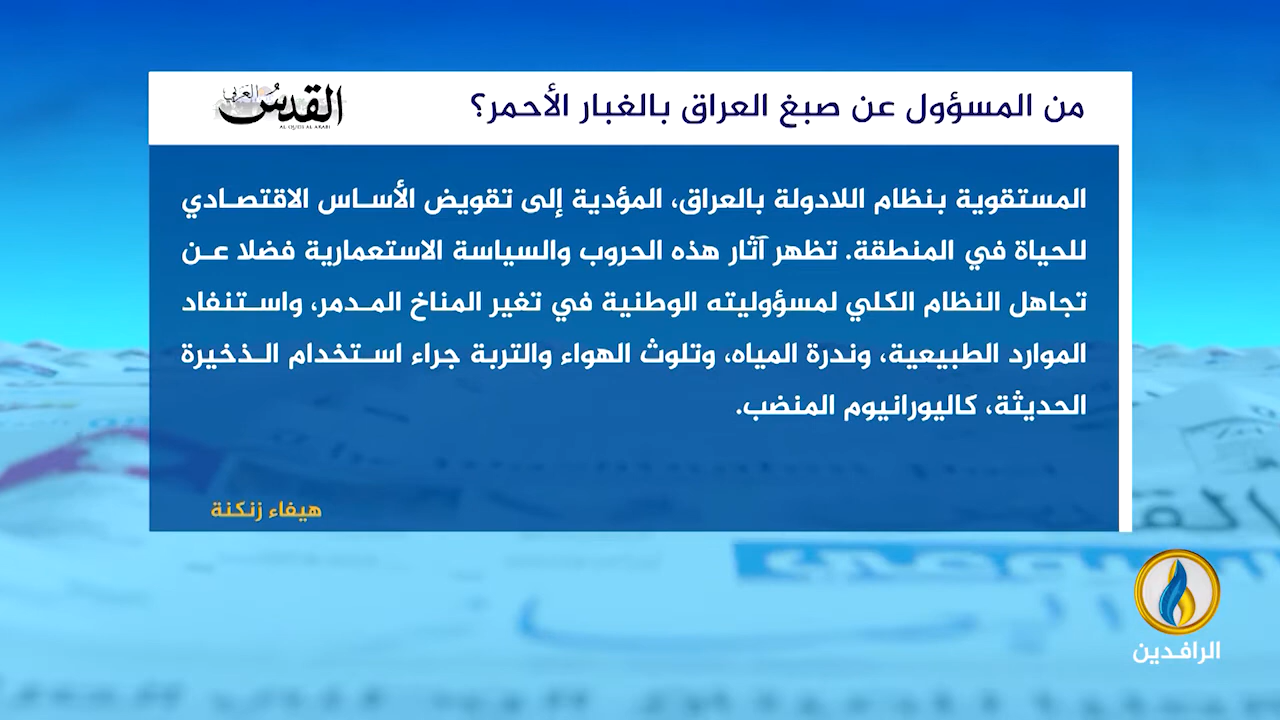 من المسؤول عن صبغ العراق بالغبار الأحمر؟
القدس العربي
AL-QUDS AL-ARABI
المستقوية بنظام اللادولة بالعراق، المؤدية إلى تقويض الأساس الاقتصادي
للحياة في المنطقة. تظهر آثار هذه الحروب والسياسة الاستعمارية فضلا عن
تجاهل النظام الكلي لمسؤوليته الوطنية في تغير المناخ المدمر، واستنفاد
الموارد الطبيعية، وندرة المياه، وتلوث الهواء والتربة جراء استخدام الذخيرة
الحديثة، كاليورانيوم المنضب.
هيفاء زنكنة
الرافدين